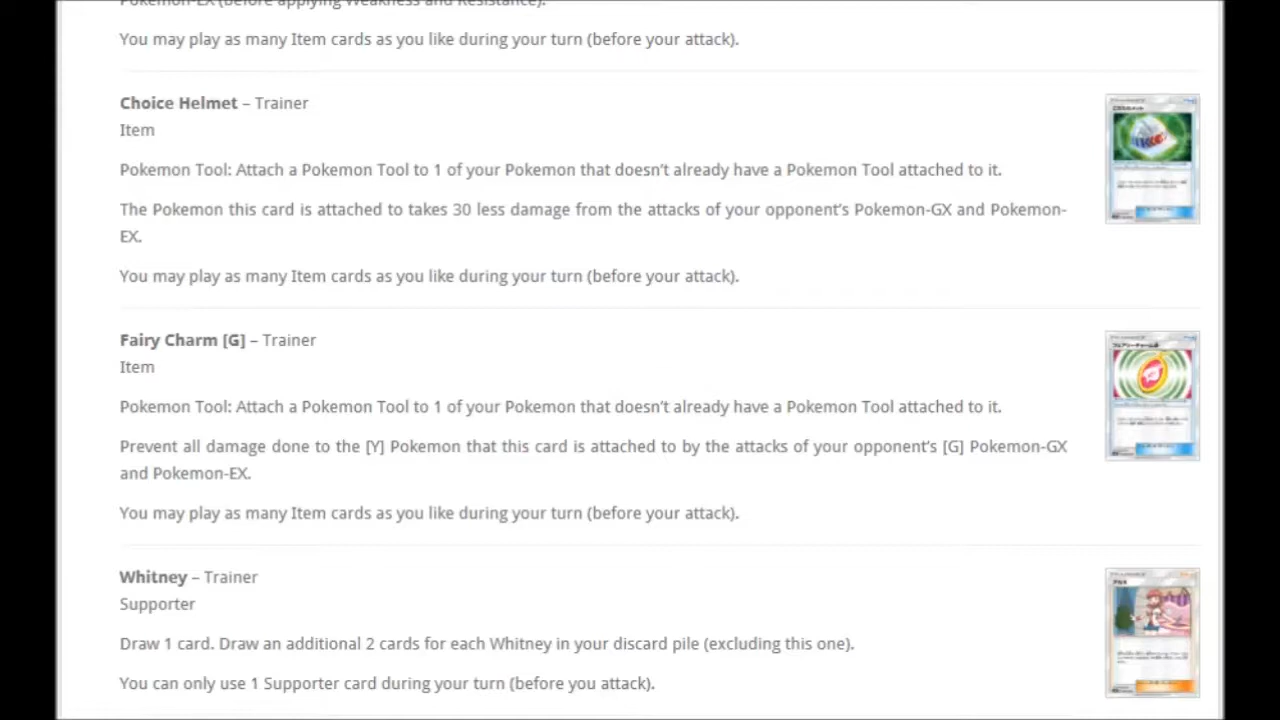 Pokemon-EX (before applying Weakness and Resistance).
You may play as many Item cards as you like during your turn (before your attack).
Choice Helmet – Trainer
Item
Pokemon Tool: Attach a Pokemon Tool to 1 of your Pokemon that doesn't already have a Pokemon Tool attached to it.
The Pokemon this card is attached to takes 30 less damage from the attacks of your opponent's Pokemon-GX and Pokemon-
EX.
You may play as many Item cards as you like during your turn (before your attack).
Fairy Charm [G] – Trainer
Item
Pokemon Tool: Attach a Pokemon Tool to 1 of your Pokemon that doesn't already have a Pokemon Tool attached to it.
Prevent all damage done to the [Y] Pokemon that this card is attached to by the attacks of your opponent's [G] Pokemon-GX
and Pokemon-EX.
You may play as many Item cards as you like during your turn (before your attack).
Whitney – Trainer
Supporter
Draw 1 card. Draw an additional 2 cards for each Whitney in your discard pile (excluding this one).
You can only use 1 Supporter card during your turn (before you attack).